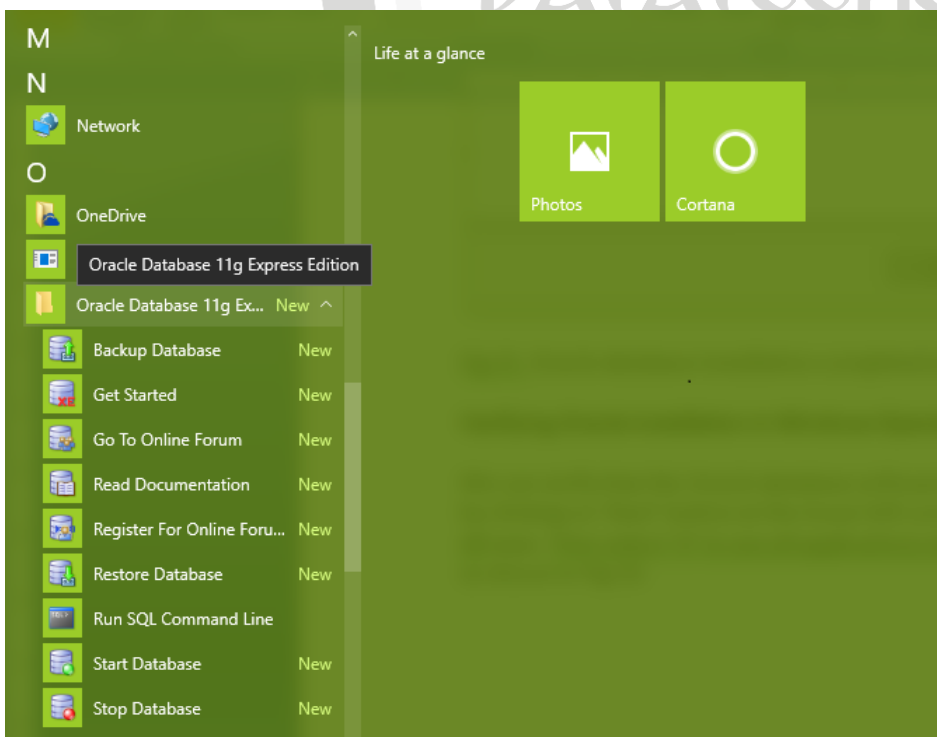 M
Life at a glance
N
Network
O
Photos
Cortana
OneDrive
Oracle Database 11g Express Edition
Oracle Database 11g Ex... New
Backup Database New
Get Started New
Go To Online Forum New
Read Documentation New
Register For Online Foru... New
Restore Database New
Run SQL Command Line
Start Database New
Stop Database New